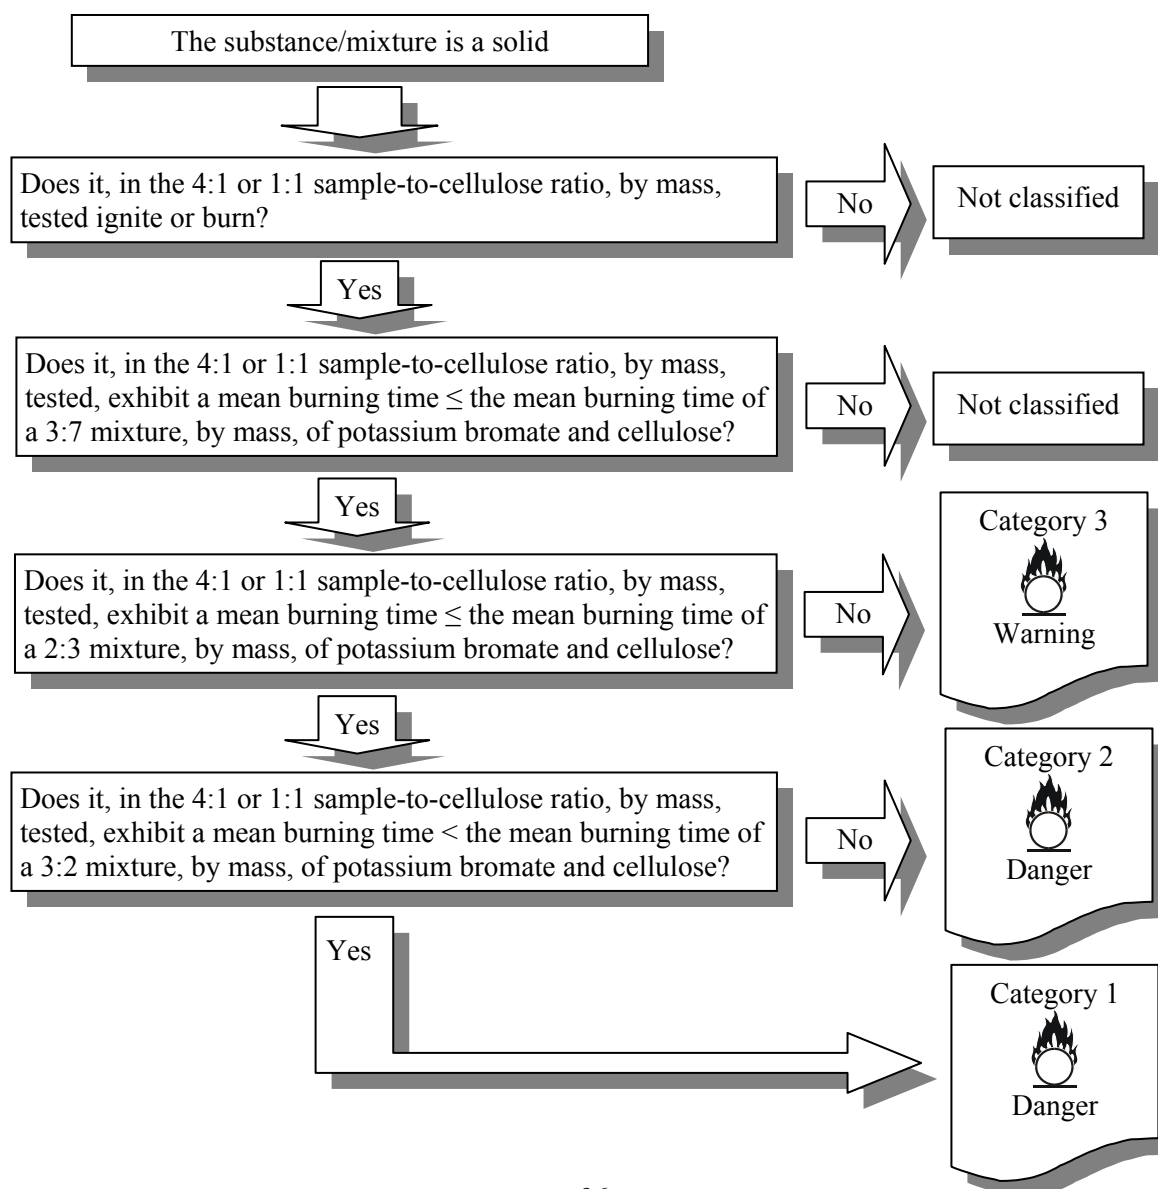 The substance/mixture is a solid
Does it, in the 4:1 or 1:1 sample-to-cellulose ratio, by mass,
tested ignite or burn?
No
Not classified
Yes
Does it, in the 4:1 or 1:1 sample-to-cellulose ratio, by mass,
tested, exhibit a mean burning time ≤ the mean burning time of
a 3:7 mixture, by mass, of potassium bromate and cellulose?
No
Not classified
Yes
Does it, in the 4:1 or 1:1 sample-to-cellulose ratio, by mass,
tested, exhibit a mean burning time ≤ the mean burning time of
a 2:3 mixture, by mass, of potassium bromate and cellulose?
No
Category 3
Warning
Yes
Does it, in the 4:1 or 1:1 sample-to-cellulose ratio, by mass,
tested, exhibit a mean burning time < the mean burning time of
a 3:2 mixture, by mass, of potassium bromate and cellulose?
No
Category 2
Danger
Yes
Category 1
Danger